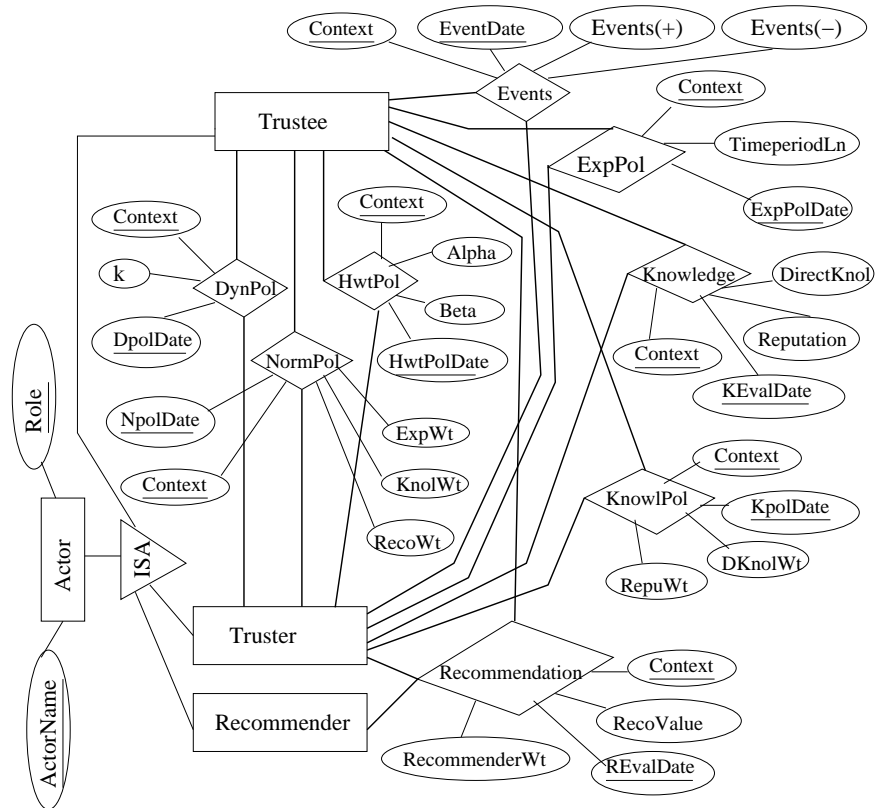 Context
EventDate
Events(+)
Events(−)
Events
Context
Trustee
TimeperiodLn
ExpPol
ExpPolDate
Context
Context
Alpha
k
DynPol
HwtPol
Knowledge
DirectKnol
Beta
DpolDate
NormPol
HwtPolDate
Context
Reputation
KEvalDate
Role
NpolDate
ExpWt
Context
Context
KnolWt
KnowlPol
KpolDate
RecoWt
RepuWt
DKnolWt
Actor
ISA
Truster
Recommendation
Context
Recommender
RecoValue
RecommenderWt
REvalDate
ActorName